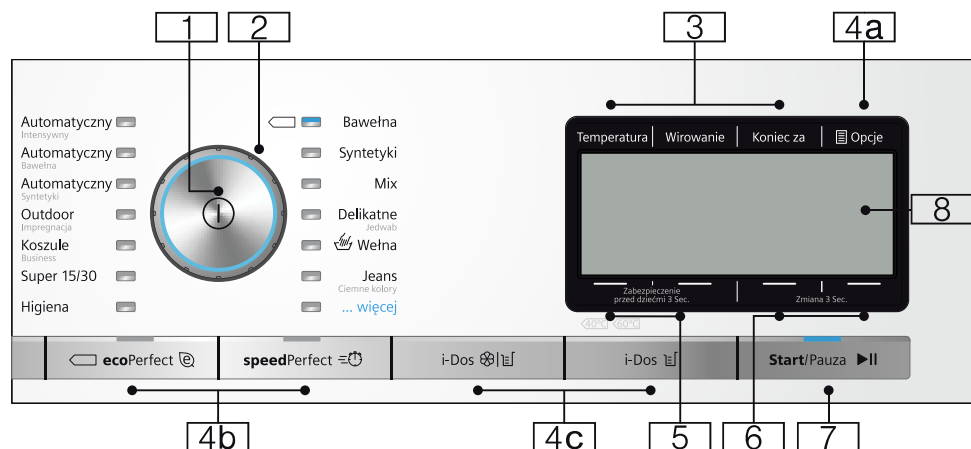 1
2
3
4a
Automatyczny
Intensywny
Automatyczny
Bawełna
Automatyczny
Syntetyki
Outdoor
Impregnacja
Koszule
Business
Super 15/30
Higiena
Bawełna
Syntetyki
Mix
Delikatne
Jedwab
Wełna
Jeans
Ciemne kolory
... więcej
Temperatura
Wirowanie
Koniec za
Opcje
8
Zabezpieczenie
przed dziećmi 3 Sec.
Zmiana 3 Sec.
40°C 60°C
ecoPerfect
speedPerfect
i-Dos
i-Dos
Start/Pauza
4b
4c
5
6
7